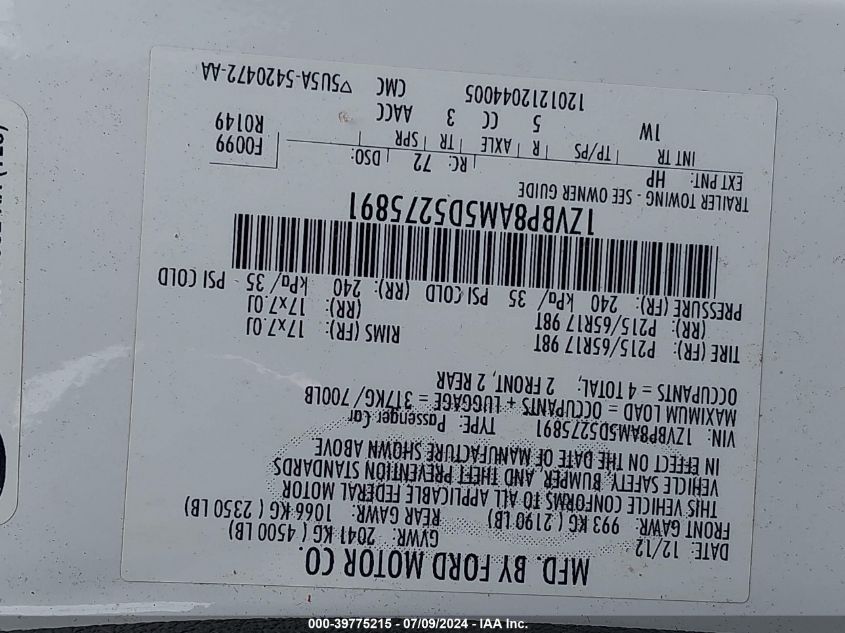 MFD. BY FORD MOTOR CO.
DATE: 12/12 GVWR: 2041 KG ( 4500 LB)
FRONT GAWR: 993 KG ( 2190 LB) REAR GAWR: 1066 KG ( 2350 LB)
THIS VEHICLE CONFORMS TO ALL APPLICABLE FEDERAL MOTOR
VEHICLE SAFETY, BUMPER, AND THEFT PREVENTION STANDARDS
IN EFFECT ON THE DATE OF MANUFACTURE SHOWN ABOVE
VIN: 1ZVBP8AM5D5275891 TYPE: Passenger Car
MAXIMUM LOAD = OCCUPANTS + LUGGAGE = 317KG/700LB
OCCUPANTS = 4 TOTAL; 2 FRONT, 2 REAR
TIRE (FR): P215/65R17 98T RIMS (FR): 17x7.0J
(RR): P215/65R17 98T (RR): 17x7.0J
PRESSURE (FR): 240 kPa/ 35 PSI COLD (RR): 240 kPa/ 35 PSI COLD
1ZVBP8AM5D5275891
TRAILER TOWING - SEE OWNER GUIDE
EXT PNT: HP RC: 72 DSO: F0099
INT TR TP/PS R AXLE TR SPR R0149
1W 5 CC 3 AACC
1201212044005 CMC ▽5U5A-5420472-AA
000-39775215 - 07/09/2024 - IAA Inc.